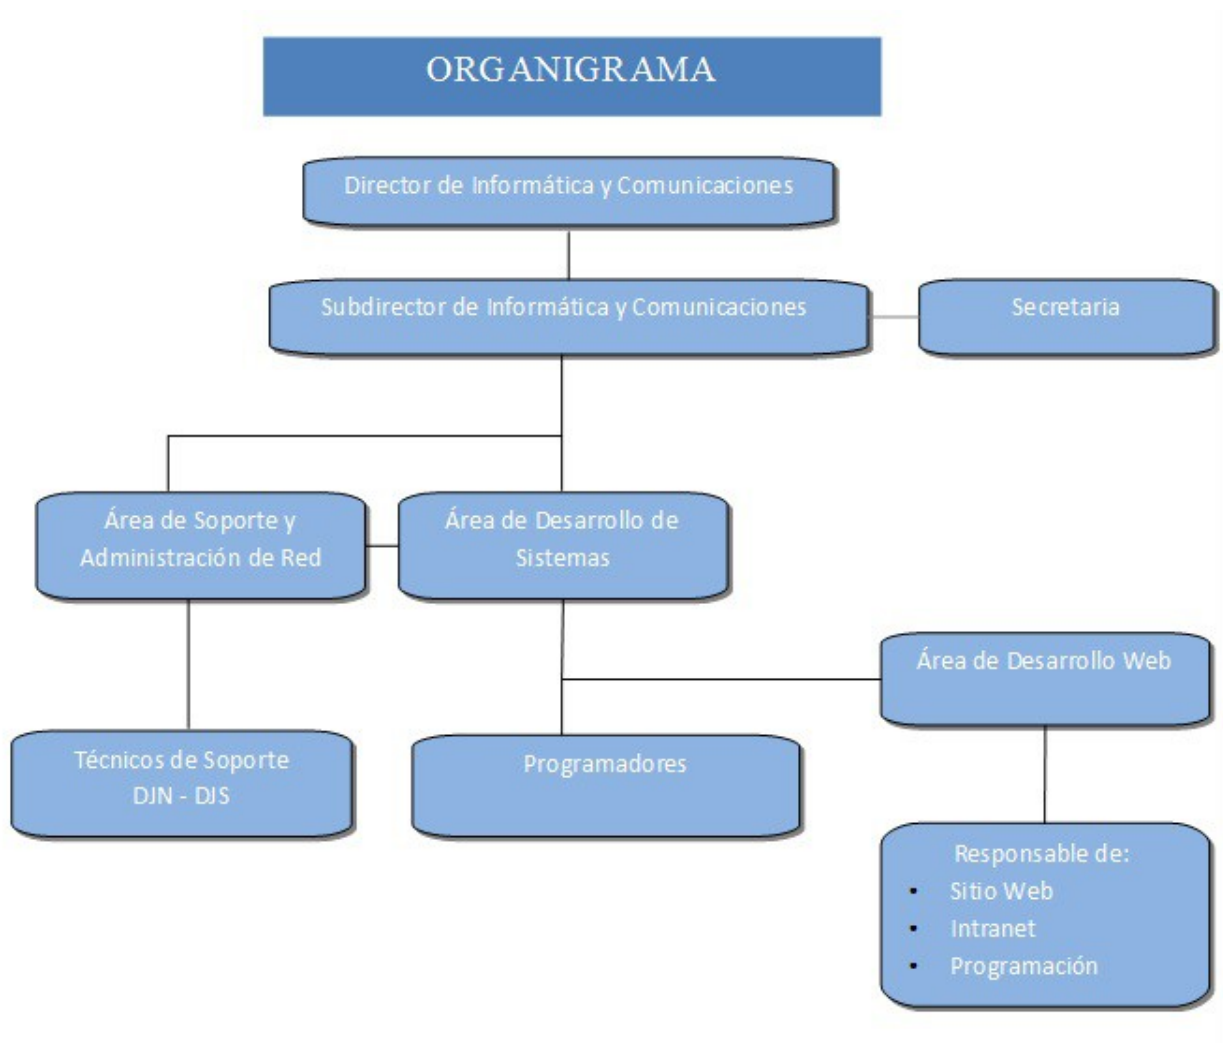 ORGANIGRAMA
Director de Informática y Comunicaciones
Subdirector de Informática y Comunicaciones
Secretaria
Área de Soporte y
Administración de Red
Área de Desarrollo de
Sistemas
Área de Desarrollo Web
Técnicos de Soporte
DJN - DJS
Programadores
Responsable de:
• Sitio Web
• Intranet
• Programación